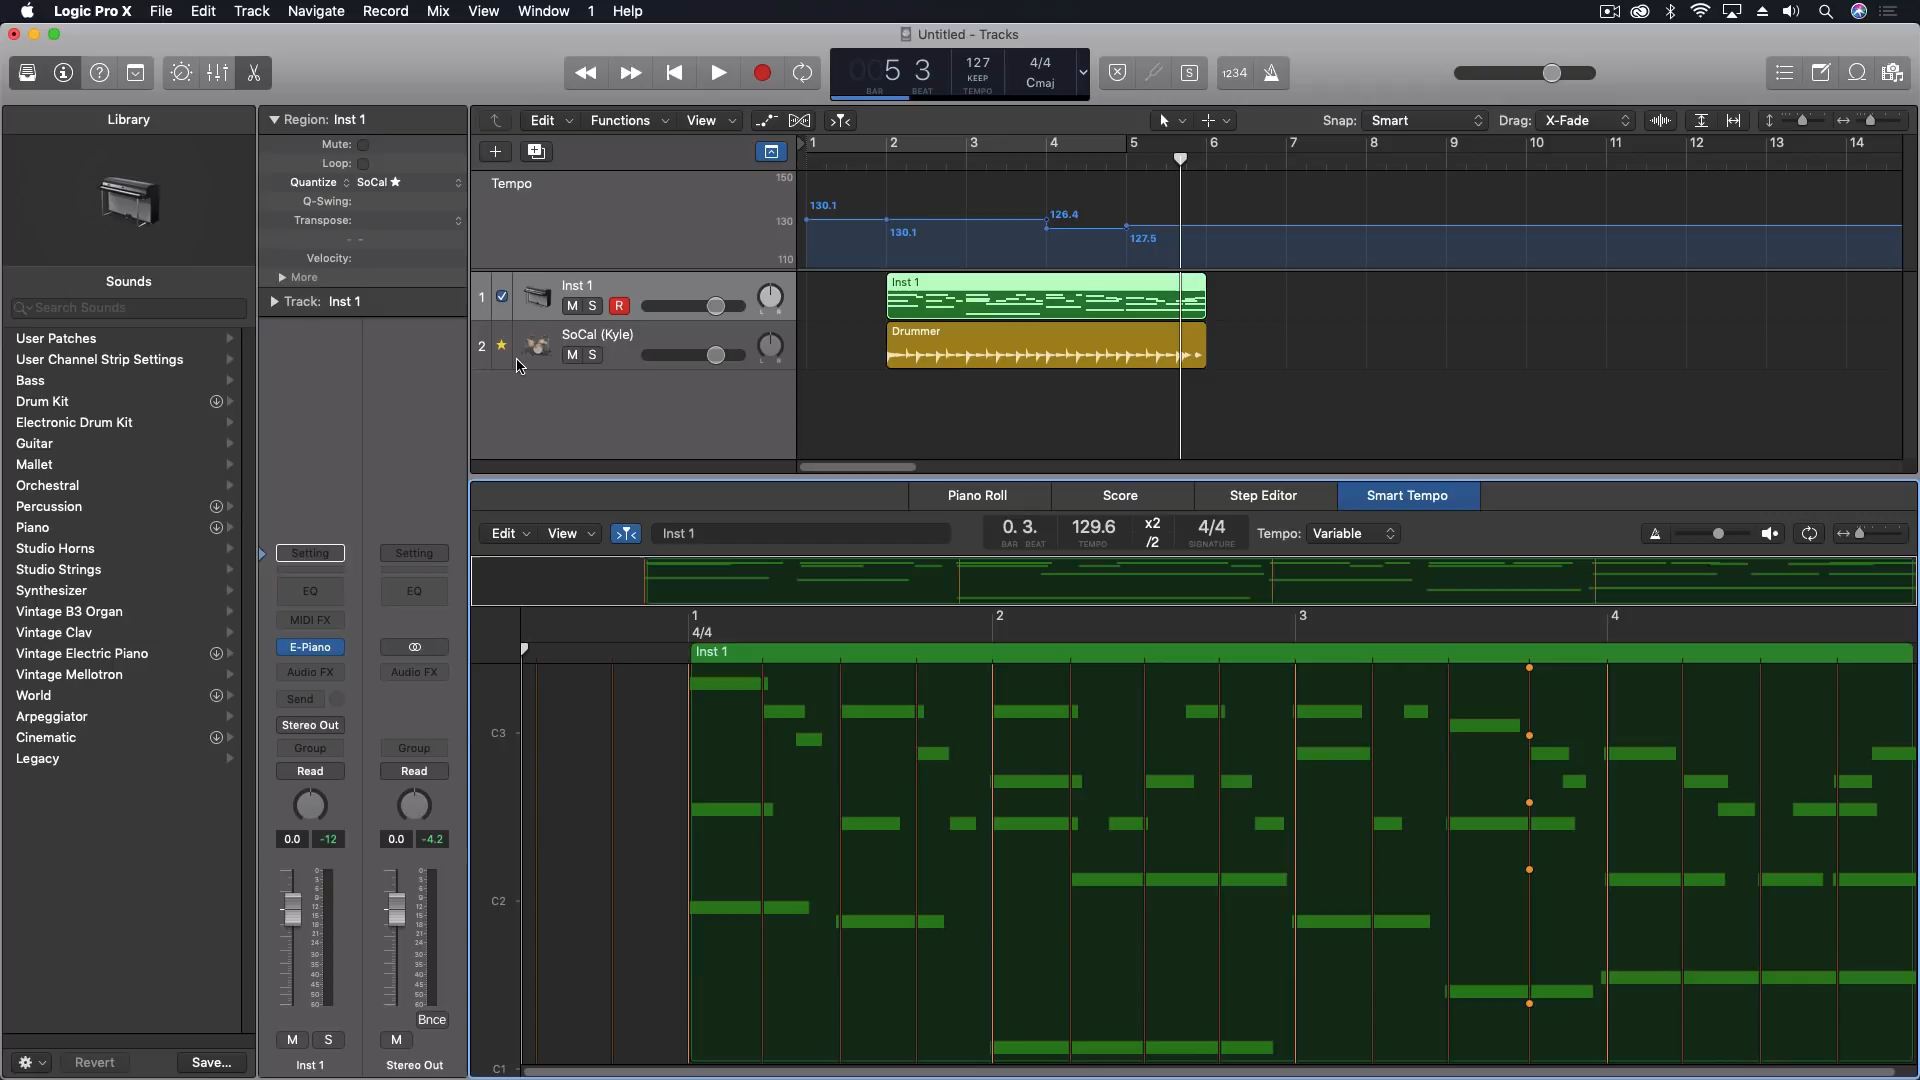 Logic Pro X File Edit Track Navigate Record Mix View Window 1 Help
Untitled - Tracks
5 3
BAR BEAT
127
KEEP
TEMPO
4/4
Cmaj
S
1234
Library
Sounds
Search Sounds
User Patches
User Channel Strip Settings
Bass
Drum Kit
Electronic Drum Kit
Guitar
Mallet
Orchestral
Percussion
Piano
Studio Horns
Studio Strings
Synthesizer
Vintage B3 Organ
Vintage Clav
Vintage Electric Piano
Vintage Mellotron
World
Arpeggiator
Cinematic
Legacy
Revert Save...
Region: Inst 1
Mute:
Loop:
Quantize SoCal
Q-Swing:
Transpose:
Velocity:
More
Track: Inst 1
Setting Setting
EQ EQ
MIDI FX
E-Piano
Audio FX Audio FX
Send
Stereo Out
Group Group
Read Read
0.0 -12 0.0 -4.2
Bnce
M S M
Inst 1 Stereo Out
Edit Functions View
Snap: Smart Drag: X-Fade
1 2 3 4 5 6 7 8 9 10 11 12 13 14
Tempo
150
130
110
130.1
130.1
126.4
127.5
1 Inst 1
M S R
L R
2 SoCal (Kyle)
M S
L R
Inst 1
Drummer
Piano Roll Score Step Editor Smart Tempo
Edit View Inst 1
0. 3.
BAR BEAT
129.6
TEMPO
x2
/2
4/4
SIGNATURE
Tempo: Variable
1 2 3 4
4/4
Inst 1
C3
C2
C1